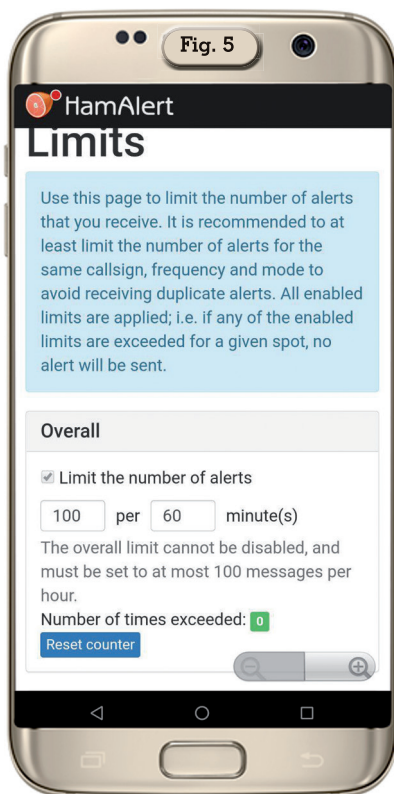 Fig. 5
HamAlert
Limits
Use this page to limit the number of alerts
that you receive. It is recommended to at
least limit the number of alerts for the
same callsign, frequency and mode to
avoid receiving duplicate alerts. All enabled
limits are applied; i.e. if any of the enabled
limits are exceeded for a given spot, no
alert will be sent.
Overall
Limit the number of alerts
100 per 60 minute(s)
The overall limit cannot be disabled, and
must be set to at most 100 messages per
hour.
Number of times exceeded: 0
Reset counter